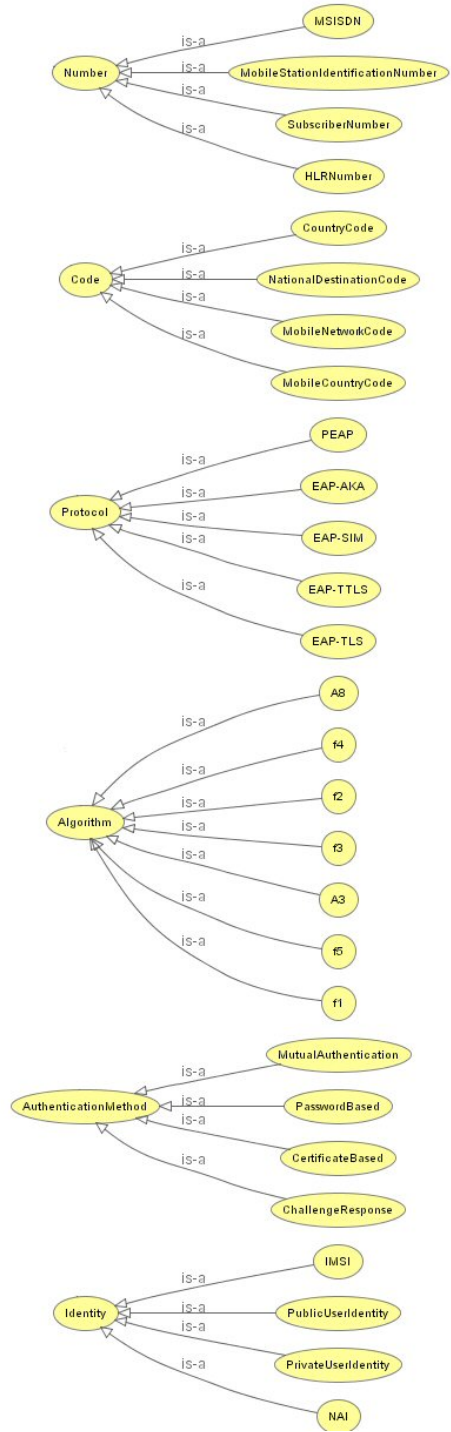 MSISDN
is-a
Number
is-a
MobileStationIdentificationNumber
is-a
SubscriberNumber
is-a
HLRNumber
CountryCode
is-a
Code
is-a
NationalDestinationCode
is-a
MobileNetworkCode
is-a
MobileCountryCode
PEAP
is-a
EAP-AKA
is-a
Protocol
is-a
EAP-SIM
EAP-TTLS
is-a
EAP-TLS
A8
is-a
f4
is-a
f2
is-a
Algorithm
is-a
f3
is-a
A3
is-a
f5
is-a
f1
MutualAuthentication
is-a
AuthenticationMethod
is-a
PasswordBased
is-a
CertificateBased
is-a
ChallengeResponse
IMSI
is-a
Identity
is-a
PublicUserIdentity
is-a
PrivateUserIdentity
is-a
NAI